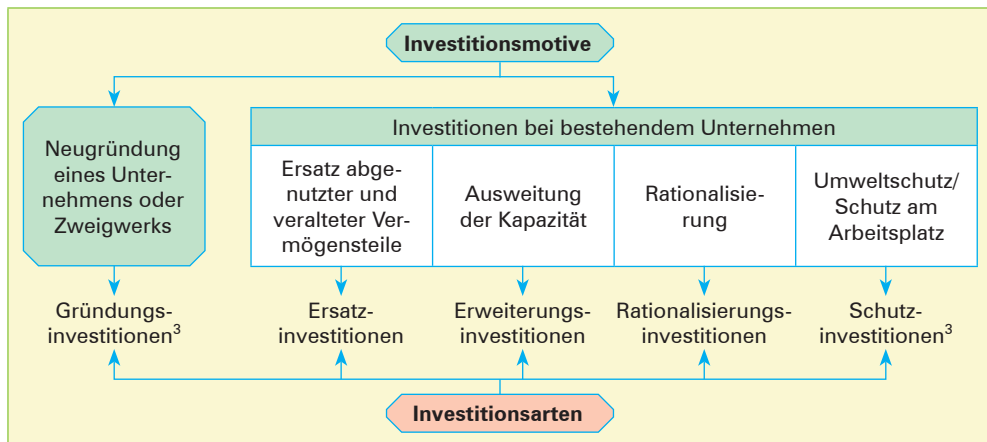 Investitionsmotive
Neugründung
eines Unter-
nehmens oder
Zweigwerks
Investitionen bei bestehendem Unternehmen
Ersatz abge-
nutzter und
veralteter Ver-
mögensteile
Ausweitung
der Kapazität
Rationalisie-
rung
Umweltschutz/
Schutz am
Arbeitsplatz
Gründungs-
investitionen³
Ersatz-
investitionen
Erweiterungs-
investitionen
Rationalisierungs-
investitionen
Schutz-
investitionen³
Investitionsarten